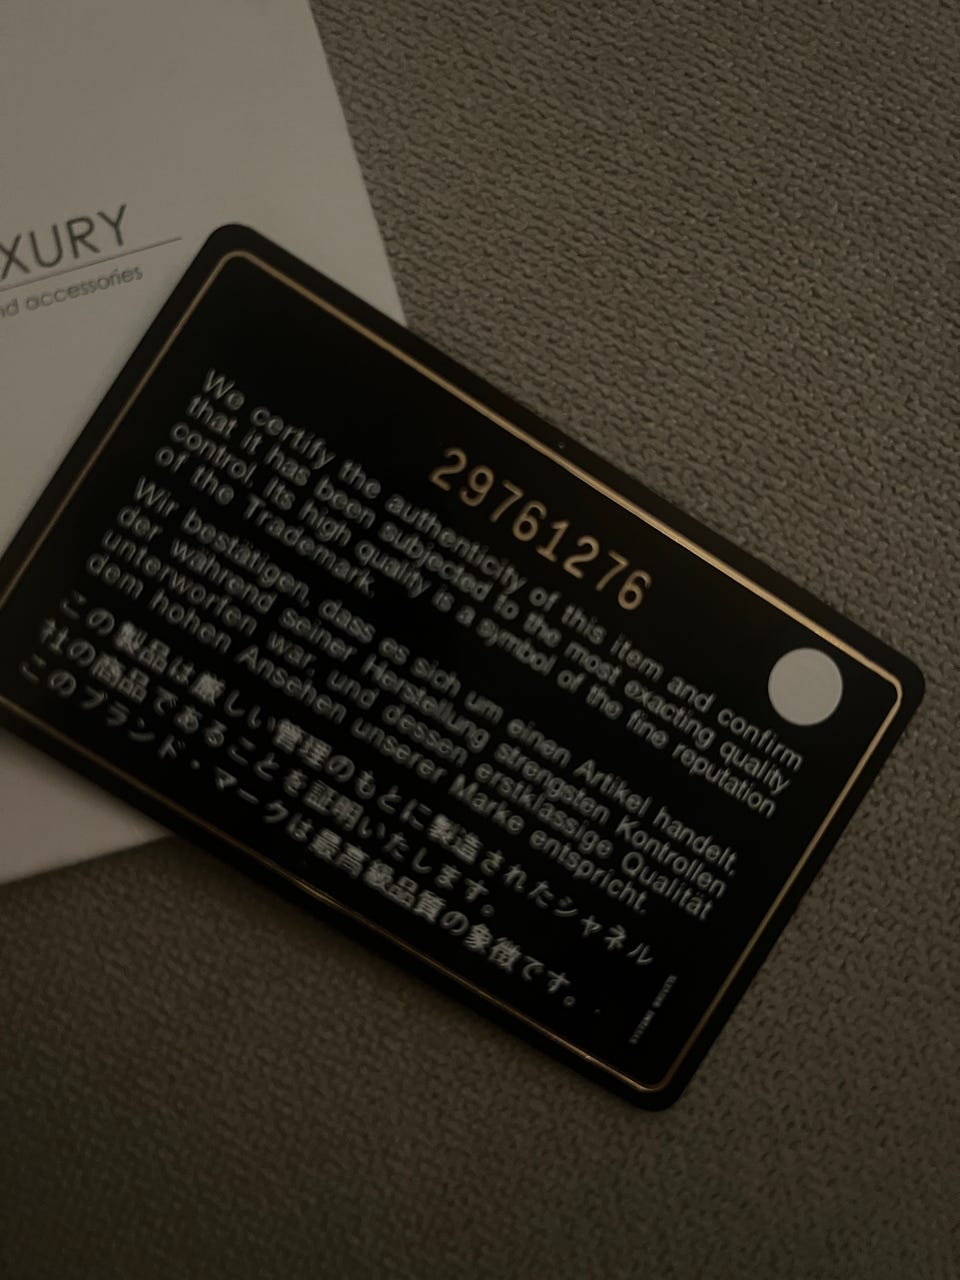 XURY
nd accessories
29761276
We certify the authenticity of this item and confirm
that it has been subjected to the most exacting quality
control. Its high quality is a symbol of the fine reputation
of the Trademark.
Wir bestätigen, dass es sich um einen Artikel handelt,
der während seiner Herstellung strengsten Kontrollen
unterworfen war, und dessen erstklassige Qualität
dem hohen Ansehen unserer Marke entspricht.
この製品は厳しい管理のもとに製造されたシャネル
社の商品であることを証明いたします。
このブランド・マークは最高級品質の象徴です。